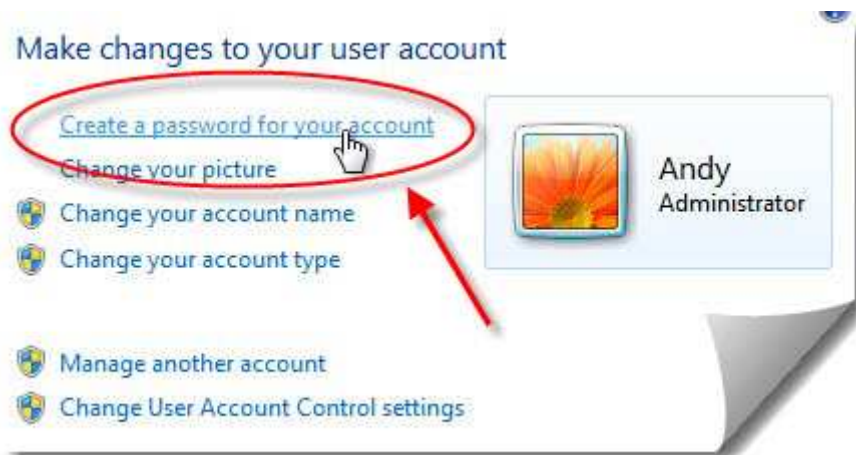 Make changes to your user account
Create a password for your account
Change your picture
Change your account name
Change your account type
Manage another account
Change User Account Control settings
Andy
Administrator